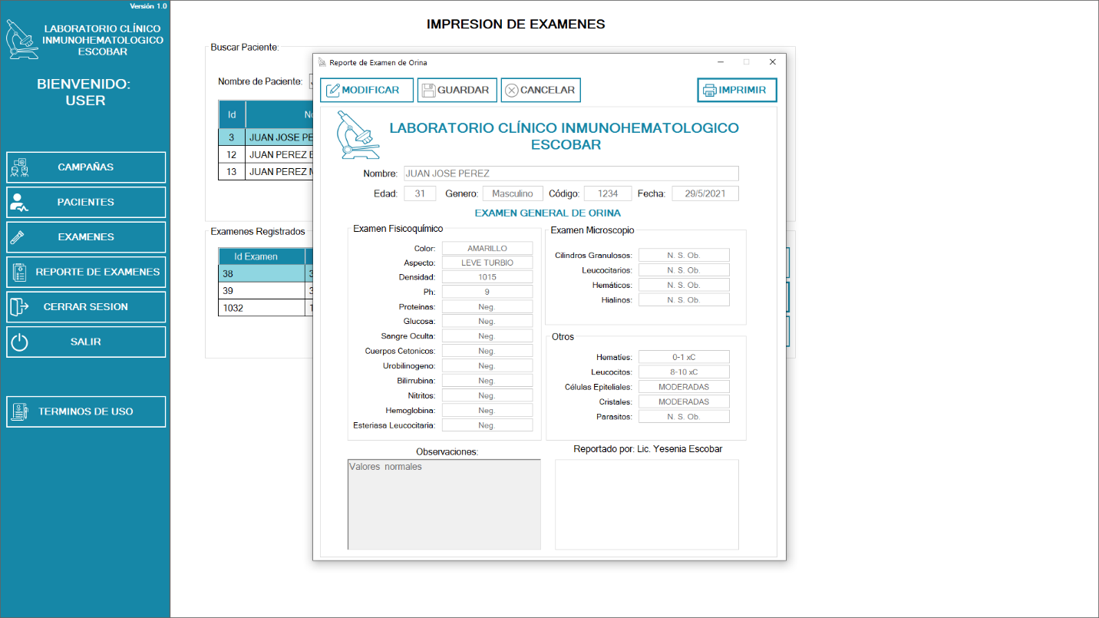 Versión 1.0
LABORATORIO CLÍNICO
INMUNOHEMATOLOGICO
ESCOBAR
BIENVENIDO:
USER
CAMPAÑAS
PACIENTES
EXAMENES
REPORTE DE EXAMENES
CERRAR SESION
SALIR
TERMINOS DE USO
IMPRESION DE EXAMENES
Buscar Paciente:
Nombre de Paciente:
Id
3 JUAN JOSE PE
12 JUAN PEREZ
13 JUAN PEREZ
Examenes Registrados
Id Examen
38
39
1032
Reporte de Examen de Orina
MODIFICAR GUARDAR CANCELAR IMPRIMIR
LABORATORIO CLÍNICO INMUNOHEMATOLOGICO
ESCOBAR
Nombre: JUAN JOSE PEREZ
Edad: 31 Genero: Masculino Código: 1234 Fecha: 29/5/2021
EXAMEN GENERAL DE ORINA
Examen Fisicoquímico
Color: AMARILLO
Aspecto: LEVE TURBIO
Densidad: 1015
Ph: 9
Proteinas: Neg.
Glucosa: Neg.
Sangre Oculta: Neg.
Cuerpos Cetonicos: Neg.
Urobilinogeno: Neg.
Bilirrubina: Neg.
Nitritos: Neg.
Hemoglobina: Neg.
Esteriasa Leucocitaria: Neg.
Examen Microscopio
Cilindros Granulosos: N. S. Ob.
Leucocitarios: N. S. Ob.
Hemáticos: N. S. Ob.
Hialinos: N. S. Ob.
Otros
Hematíes: 0-1 xC
Leucocitos: 8-10 xC
Células Epiteliales: MODERADAS
Cristales: MODERADAS
Parasitos: N. S. Ob.
Observaciones:
Valores normales
Reportado por: Lic. Yesenia Escobar